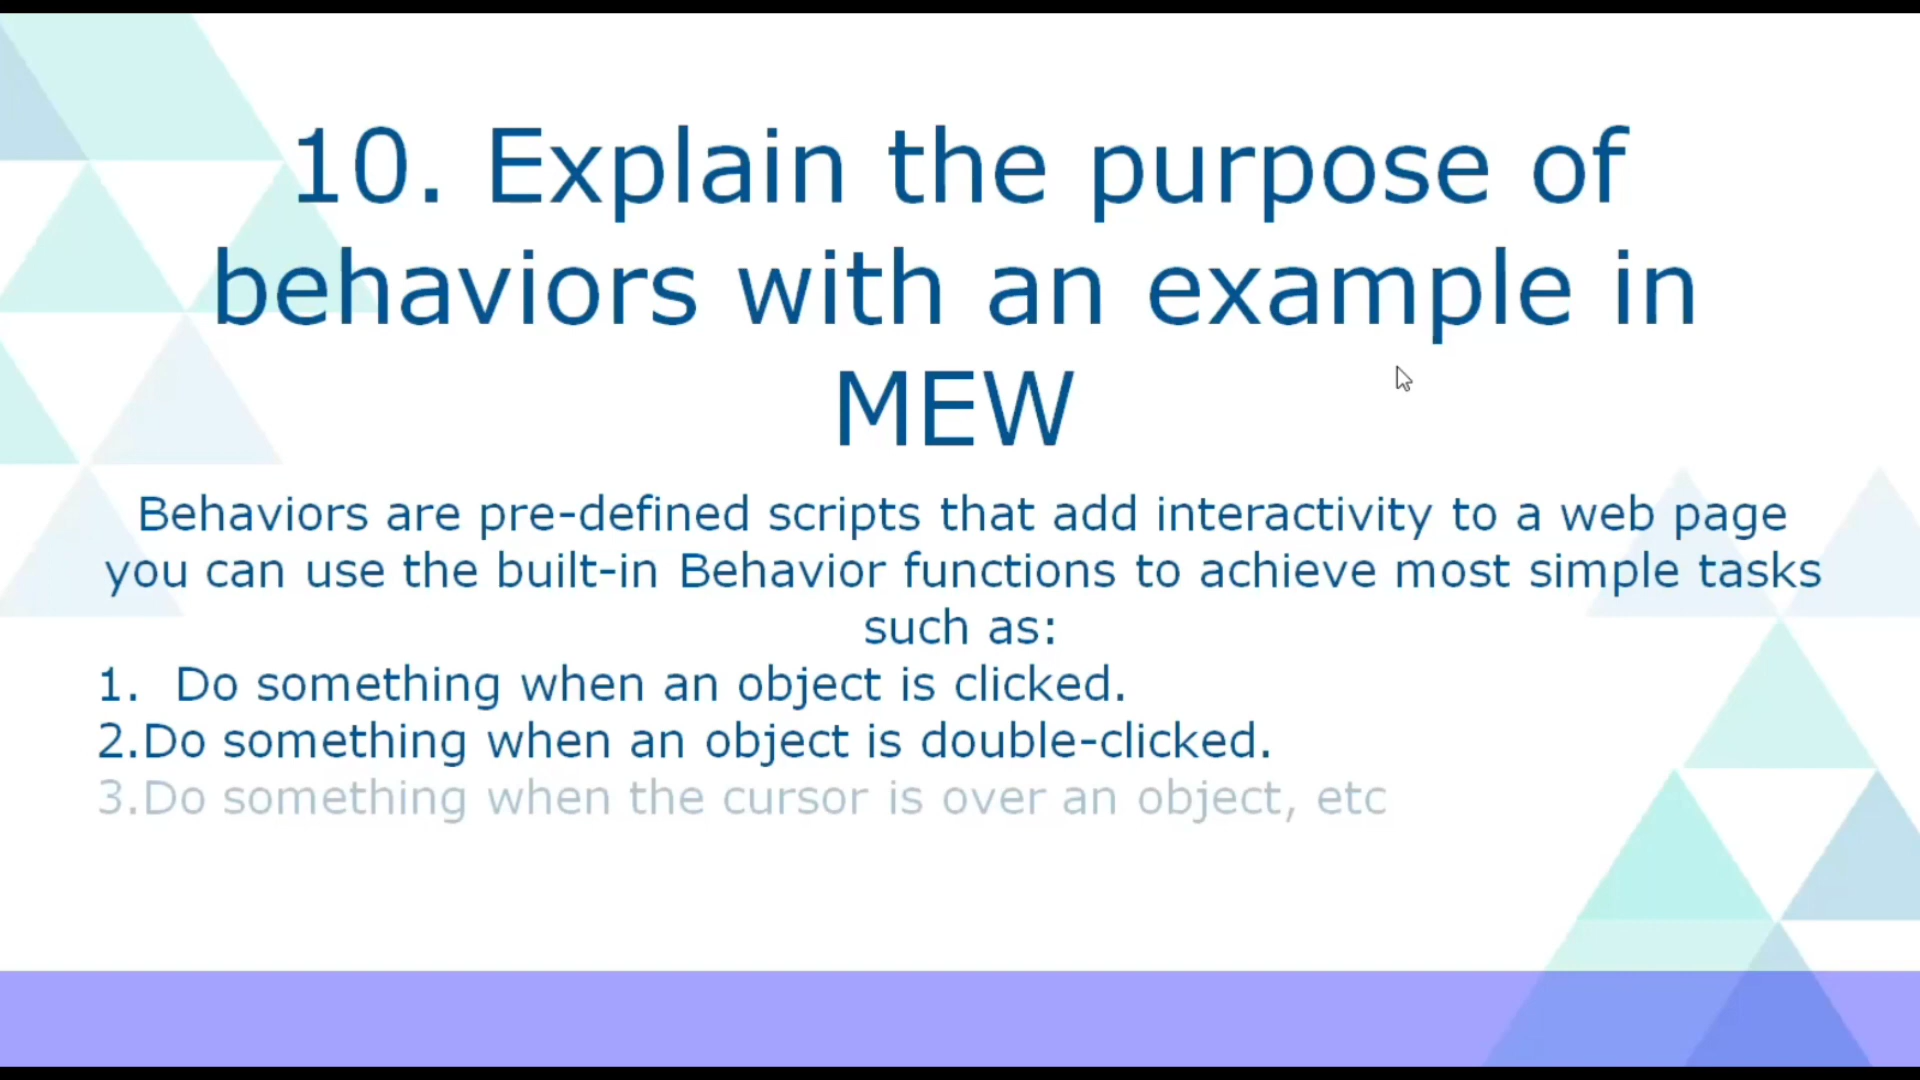 10. Explain the purpose of
behaviors with an example in
MEW
Behaviors are pre-defined scripts that add interactivity to a web page
you can use the built-in Behavior functions to achieve most simple tasks
such as:
1. Do something when an object is clicked.
2.Do something when an object is double-clicked.
3.Do something when the cursor is over an object, etc